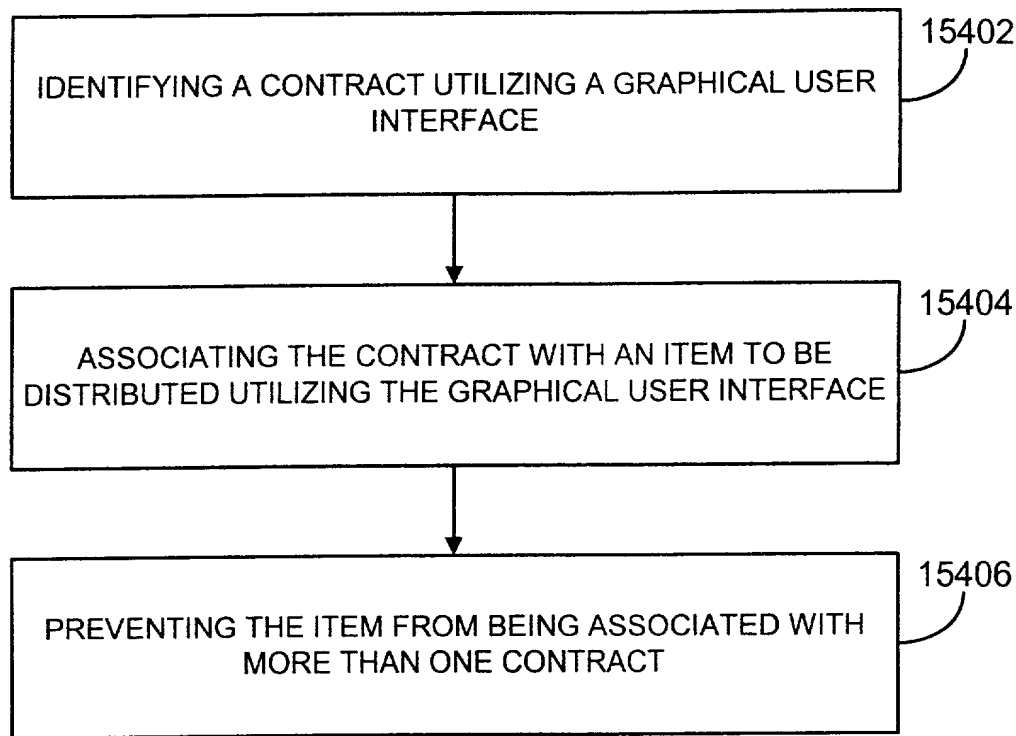 15402
IDENTIFYING A CONTRACT UTILIZING A GRAPHICAL USER
INTERFACE
15404
ASSOCIATING THE CONTRACT WITH AN ITEM TO BE
DISTRIBUTED UTILIZING THE GRAPHICAL USER INTERFACE
15406
PREVENTING THE ITEM FROM BEING ASSOCIATED WITH
MORE THAN ONE CONTRACT